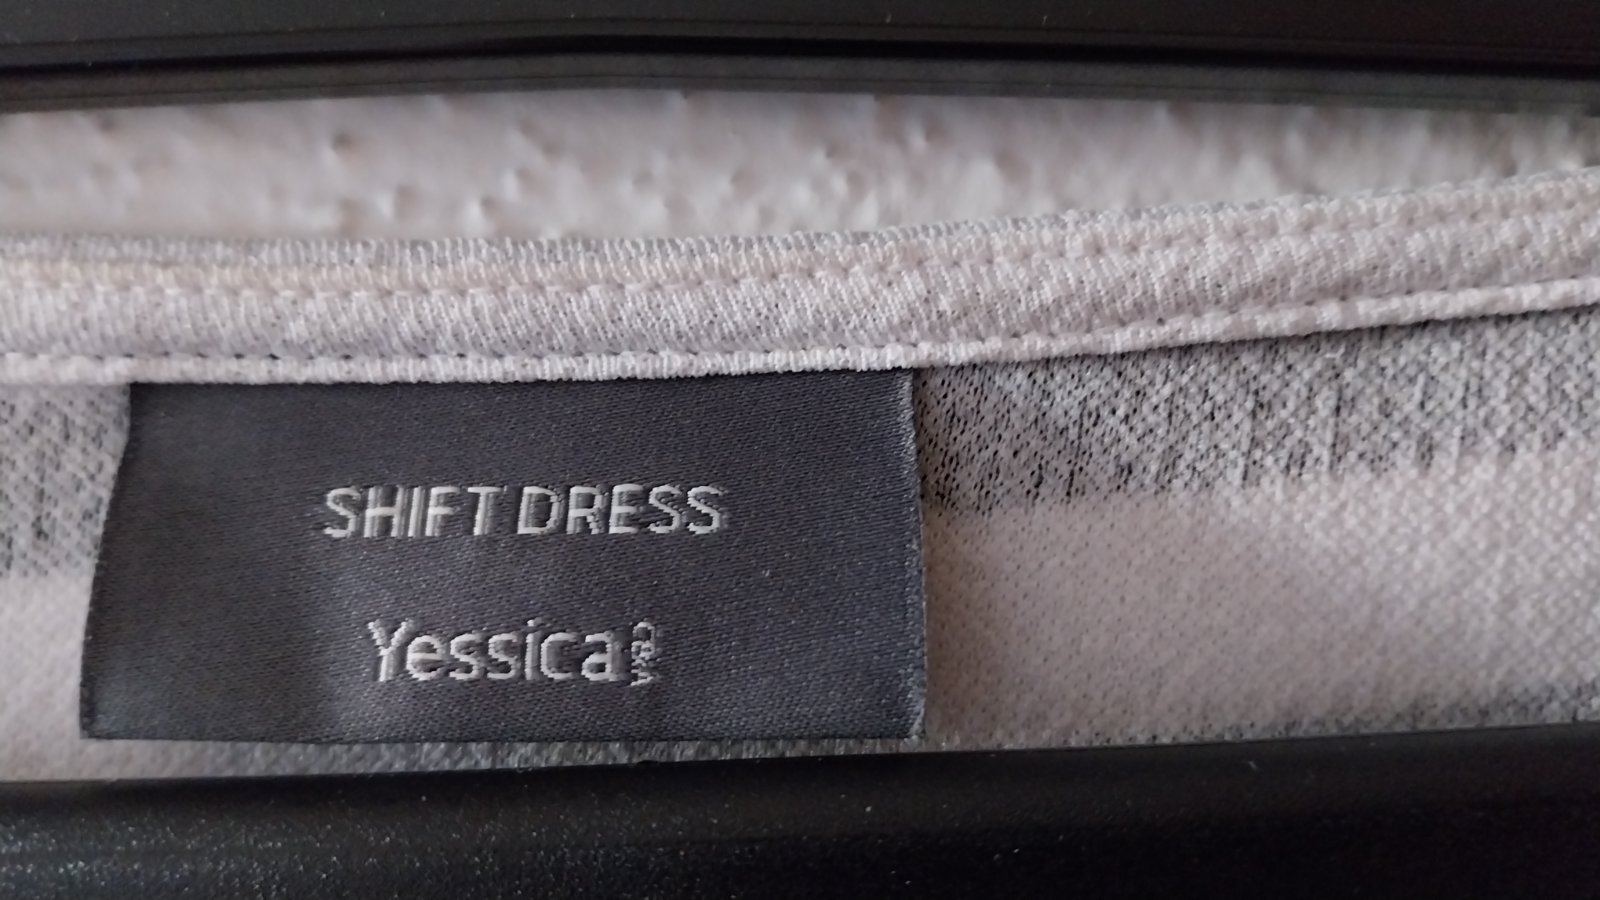 SHIFT DRESS
Yessica C&A